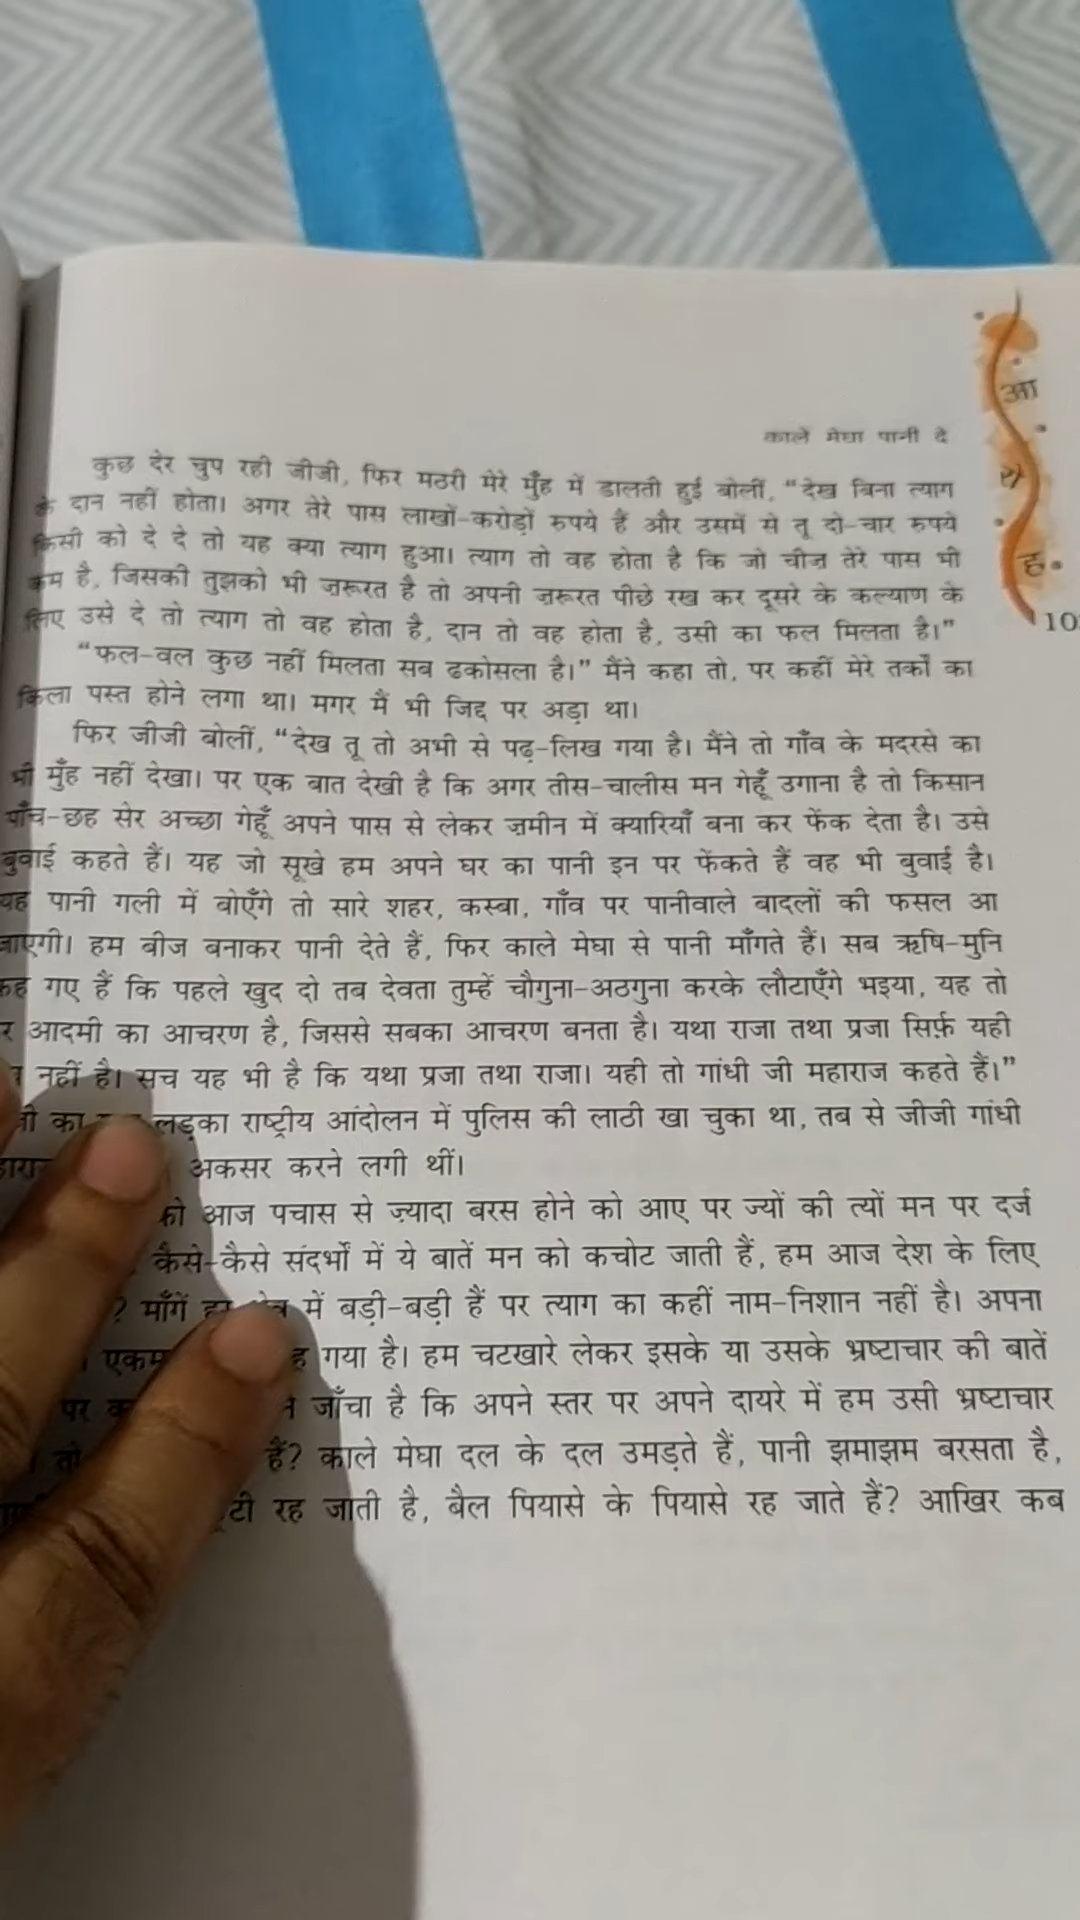 काले मेघा पानी दे
आ
रो
ह
10
कुछ देर चुप रही जीजी, फिर मठरी मेरे मुँह में डालती हुई बोलीं, “देख बिना त्याग
के दान नहीं होता। अगर तेरे पास लाखों-करोड़ों रुपये हैं और उसमें से तू दो-चार रुपये
किसी को दे दे तो यह क्या त्याग हुआ। त्याग तो वह होता है कि जो चीज़ तेरे पास भी
कम है, जिसकी तुझको भी ज़रूरत है तो अपनी ज़रूरत पीछे रख कर दूसरे के कल्याण के
लिए उसे दे तो त्याग तो वह होता है, दान तो वह होता है, उसी का फल मिलता है।”
“फल-वल कुछ नहीं मिलता सब ढकोसला है।” मैंने कहा तो, पर कहीं मेरे तर्कों का
किला पस्त होने लगा था। मगर मैं भी जिद्द पर अड़ा था।
फिर जीजी बोलीं, “देख तू तो अभी से पढ़-लिख गया है। मैंने तो गाँव के मदरसे का
भी मुँह नहीं देखा। पर एक बात देखी है कि अगर तीस-चालीस मन गेहूँ उगाना है तो किसान
पाँच-छह सेर अच्छा गेहूँ अपने पास से लेकर ज़मीन में क्यारियाँ बना कर फेंक देता है। उसे
बुवाई कहते हैं। यह जो सूखे हम अपने घर का पानी इन पर फेंकते हैं वह भी बुवाई है।
यह पानी गली में बोएँगे तो सारे शहर, कस्बा, गाँव पर पानीवाले बादलों की फसल आ
जाएगी। हम बीज बनाकर पानी देते हैं, फिर काले मेघा से पानी माँगते हैं। सब ऋषि-मुनि
कह गए हैं कि पहले खुद दो तब देवता तुम्हें चौगुना-अठगुना करके लौटाएँगे भइया, यह तो
आदमी का आचरण है, जिससे सबका आचरण बनता है। यथा राजा तथा प्रजा सिर्फ़ यही
नहीं है। सच यह भी है कि यथा प्रजा तथा राजा। यही तो गांधी जी महाराज कहते हैं।”
का लड़का राष्ट्रीय आंदोलन में पुलिस की लाठी खा चुका था, तब से जीजी गांधी
अकसर करने लगी थीं।
को आज पचास से ज़्यादा बरस होने को आए पर ज्यों की त्यों मन पर दर्ज
कैसे-कैसे संदर्भों में ये बातें मन को कचोट जाती हैं, हम आज देश के लिए
? माँगें में बड़ी-बड़ी हैं पर त्याग का कहीं नाम-निशान नहीं है। अपना
गया है। हम चटखारे लेकर इसके या उसके भ्रष्टाचार की बातें
पर जाँचा है कि अपने स्तर पर अपने दायरे में हम उसी भ्रष्टाचार
तो हैं? काले मेघा दल के दल उमड़ते हैं, पानी झमाझम बरसता है,
रह जाती है, बैल पियासे के पियासे रह जाते हैं? आखिर कब